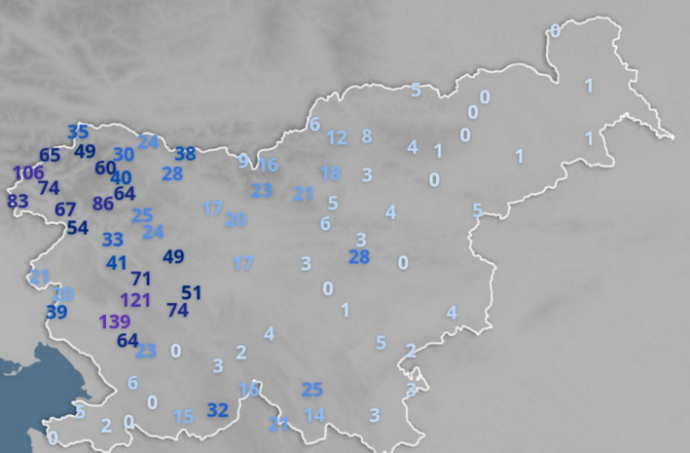 0
5 0 1
0
6 12 8 0 1
35 24 4 1 1
65 49 30 38 9 16
106 60 40 28 18 3 0
74 64 23 21
83 67 86 25 17 20 5 4 5
54 24 6
33 3
41 49 17 3 28 0
21 71
20 121 51 0
39 74 1 4
139
64 4
23 0 2 5 2
3
6 16 25 3
0
5 15 32 14 3
2 0 21
0